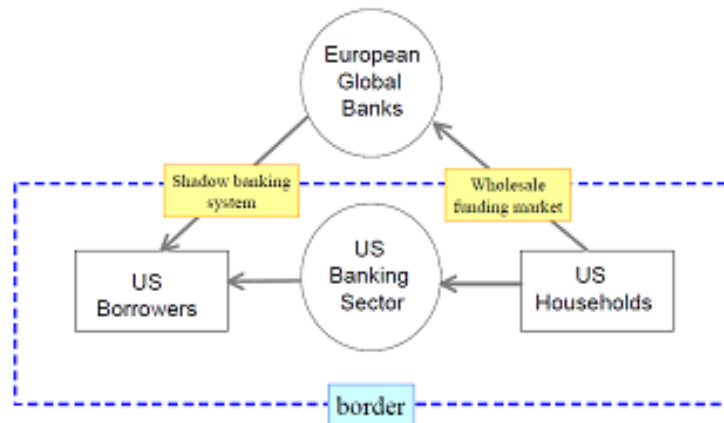 European
Global
Banks
Shadow banking
system
Wholesale
funding market
US
Borrowers
US
Banking
Sector
US
Households
border